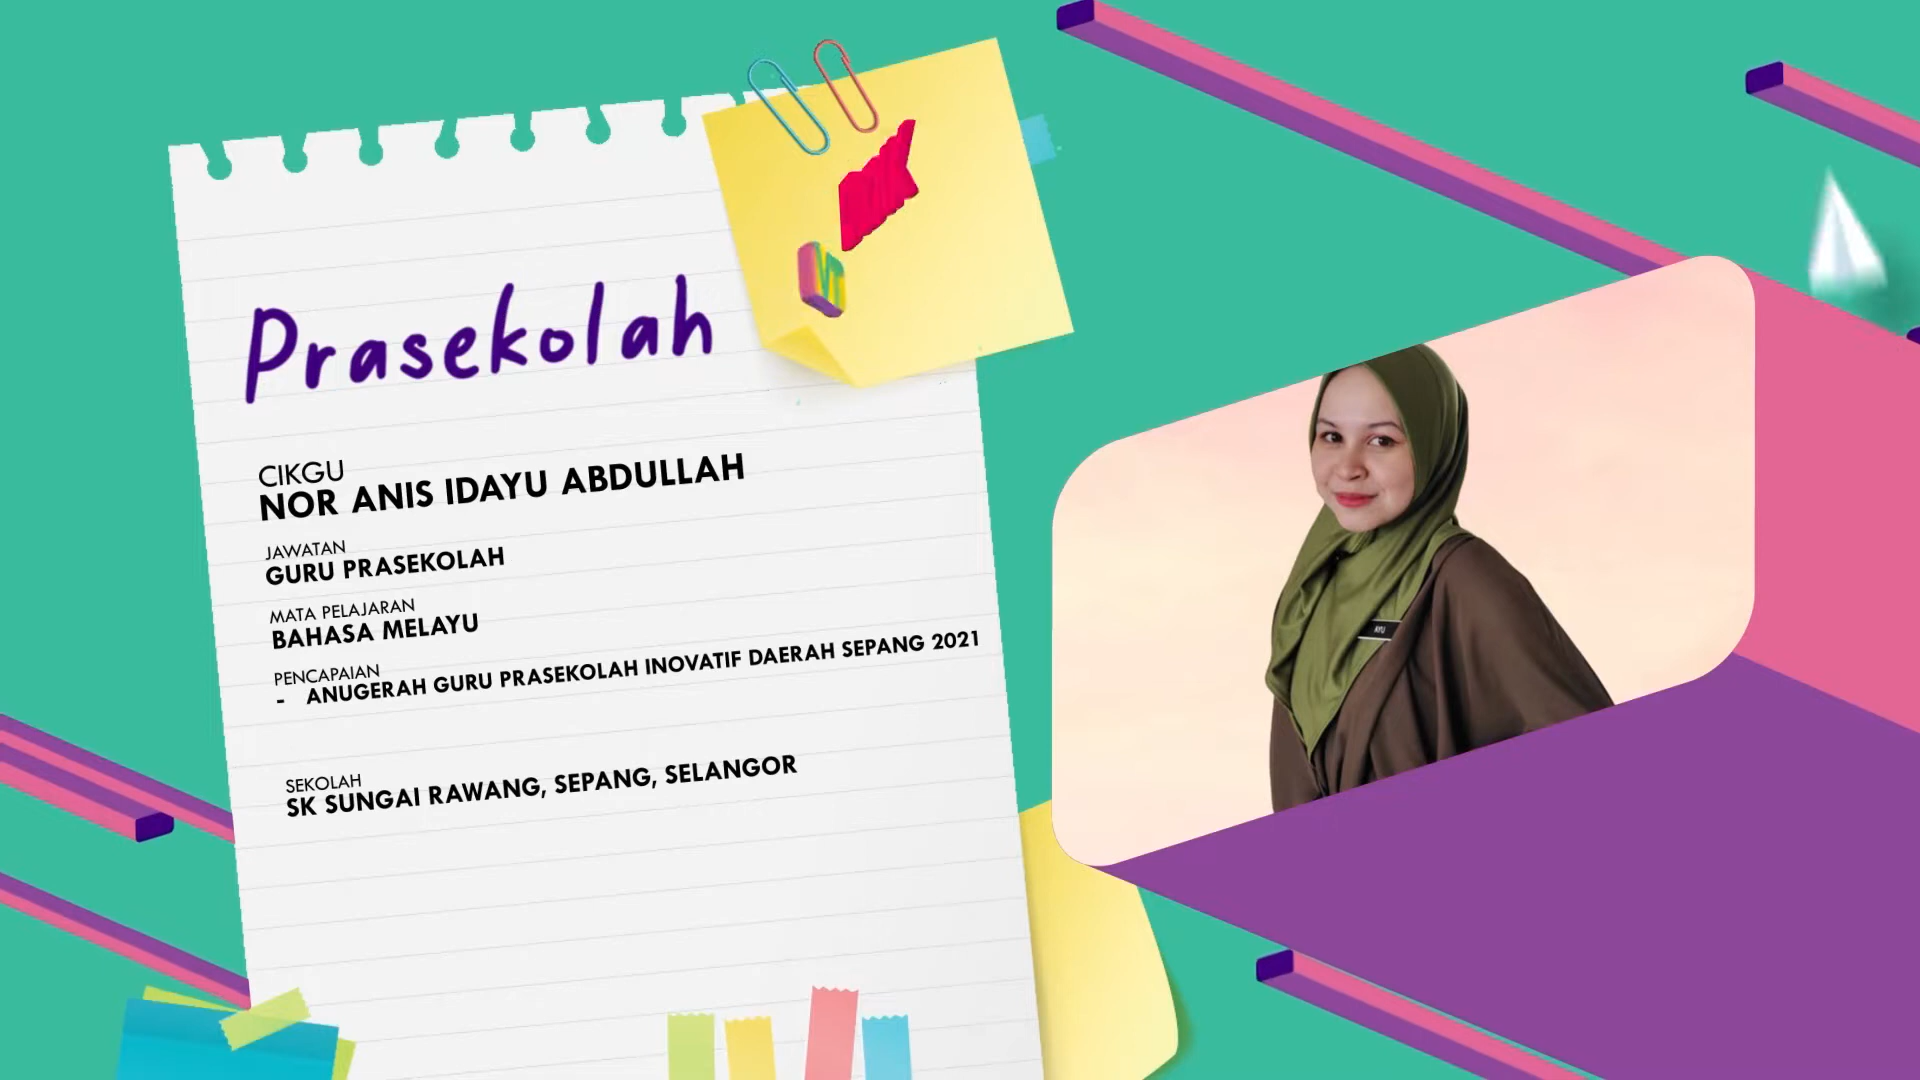 Prasekolah
CIKGU
NOR ANIS IDAYU ABDULLAH
JAWATAN
GURU PRASEKOLAH
MATA PELAJARAN
BAHASA MELAYU
PENCAPAIAN
- ANUGERAH GURU PRASEKOLAH INOVATIF DAERAH SEPANG 2021
SEKOLAH
SK SUNGAI RAWANG, SEPANG, SELANGOR
AYU